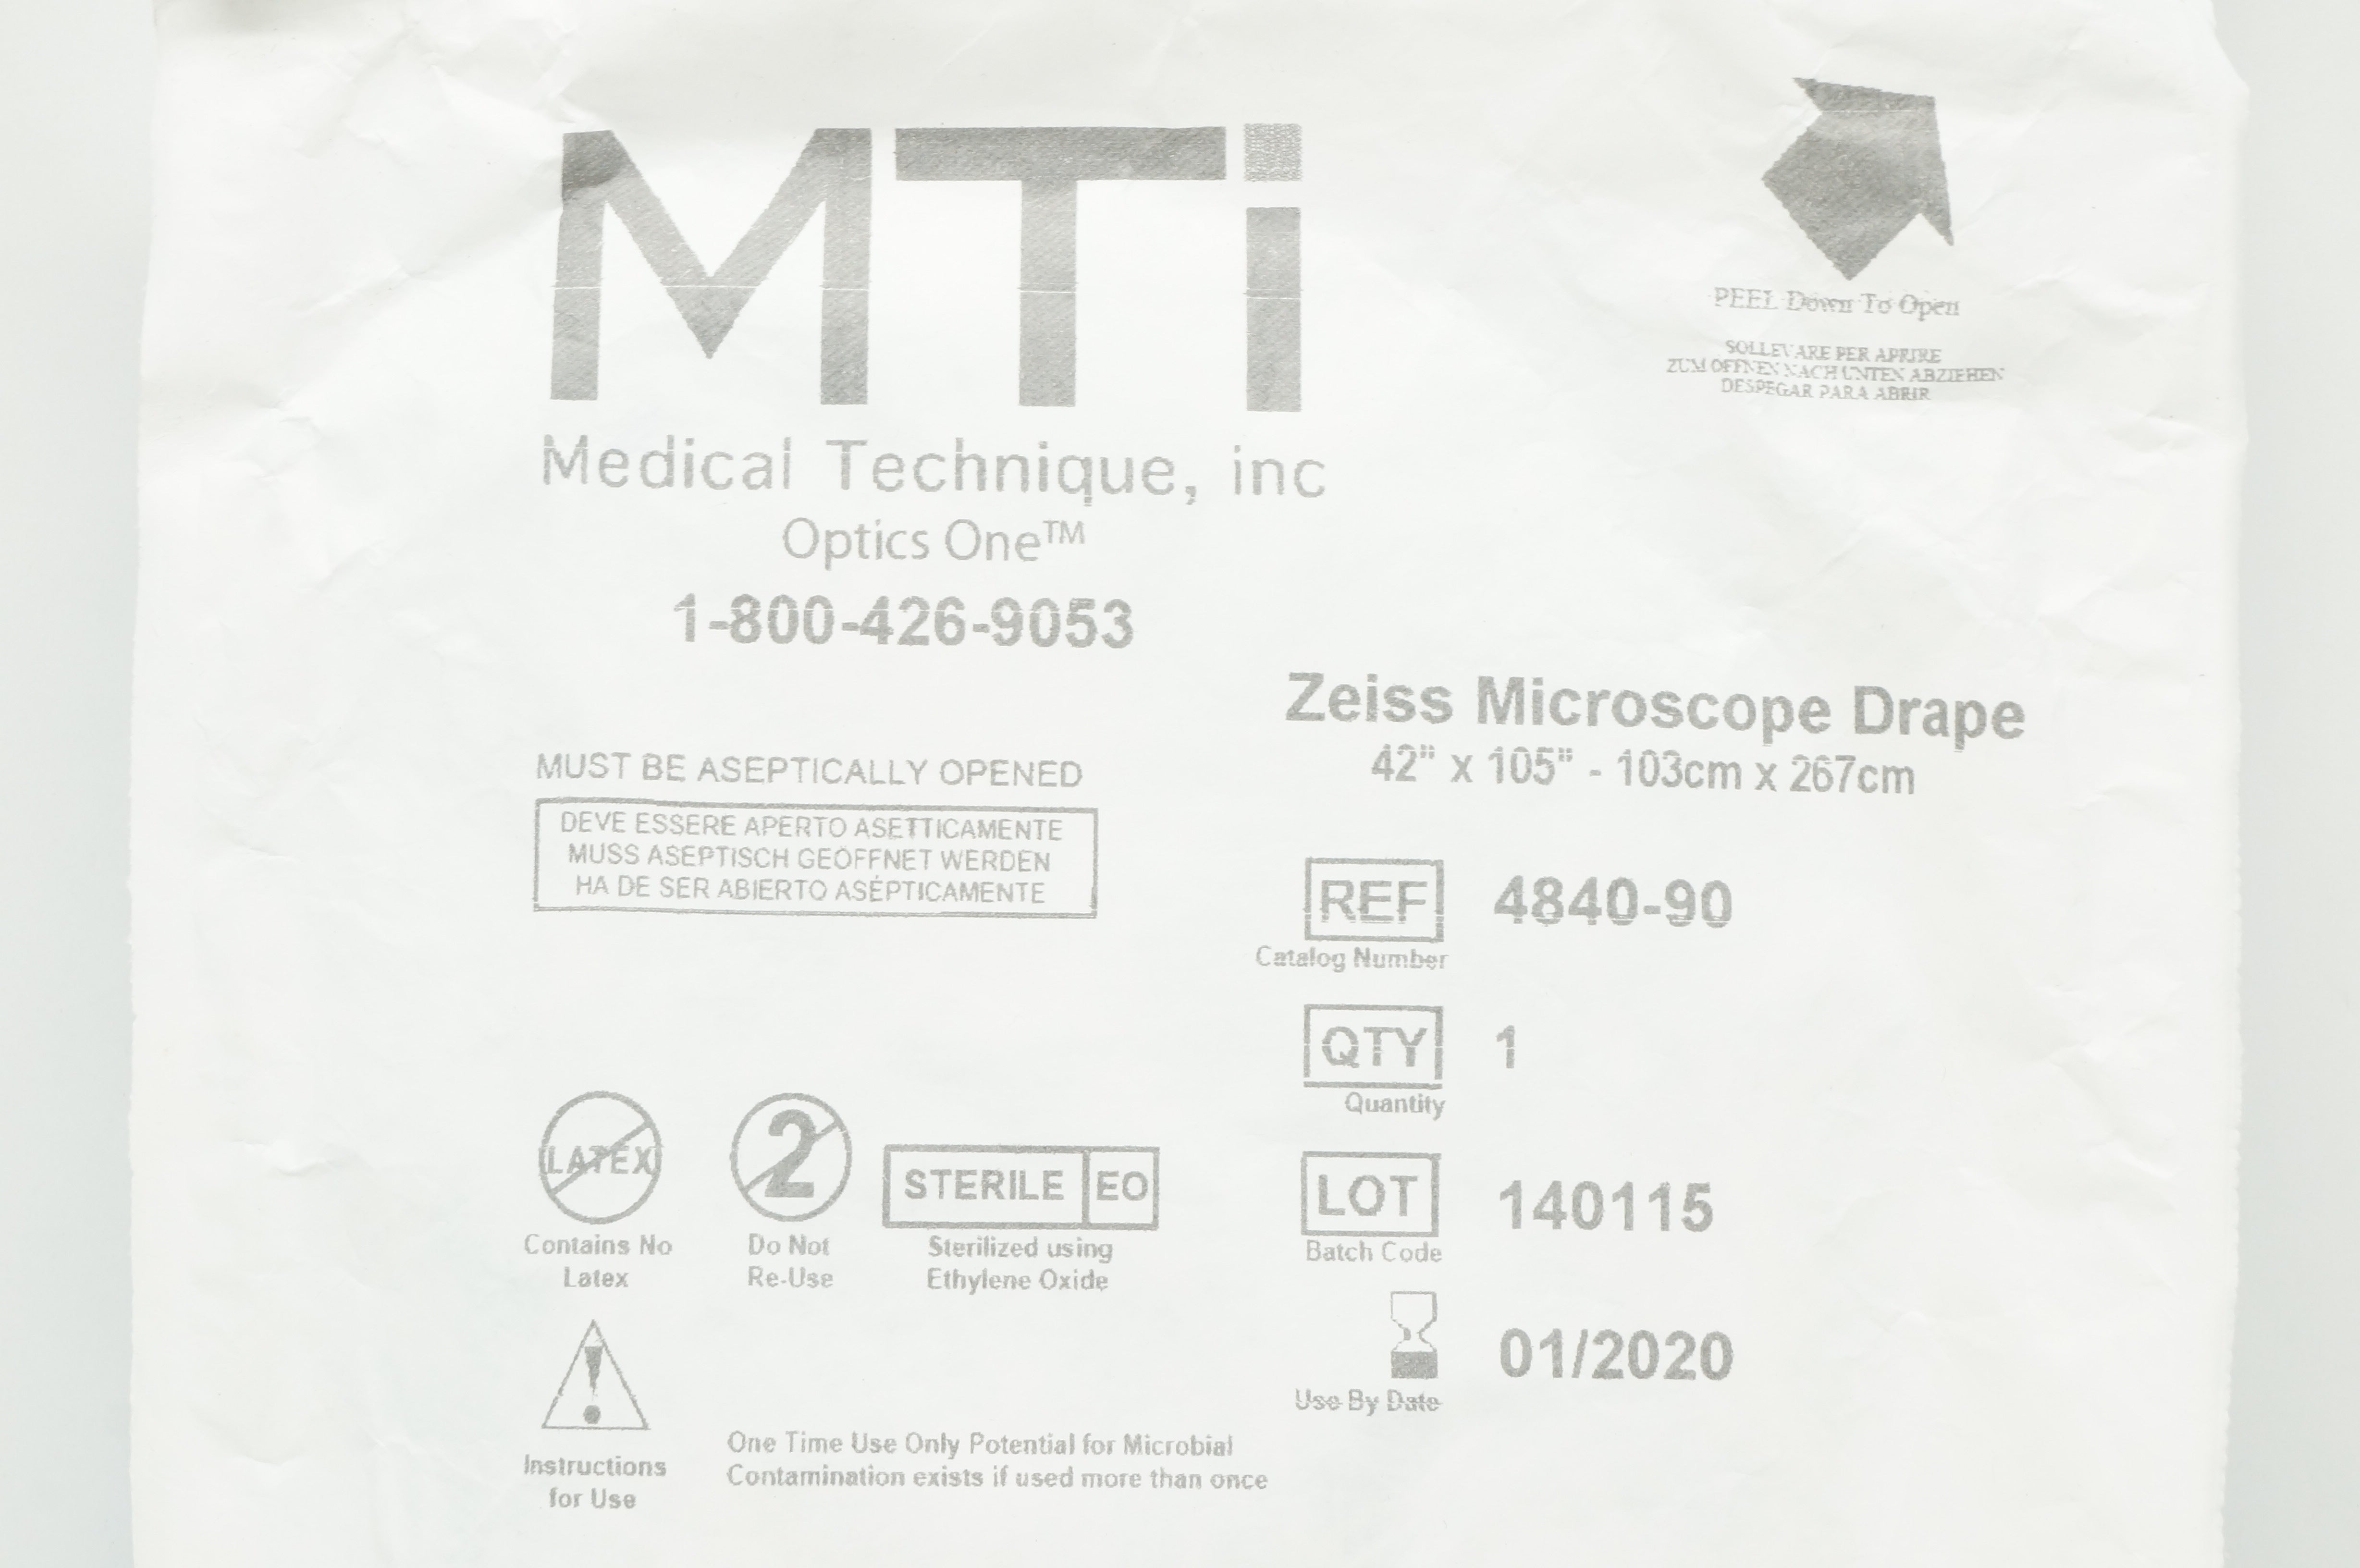 MTi
Medical Technique, inc
Optics One™
1-800-426-9053
PEEL Down To Open
SOLLEVARE PER APRIRE
ZUM OFFNEN NACH UNTEN ABZIEHEN
DESPEGAR PARA ABRIR
Zeiss Microscope Drape
42" x 105" - 103cm x 267cm
MUST BE ASEPTICALLY OPENED
DEVE ESSERE APERTO ASETTICAMENTE
MUSS ASEPTISCH GEÖFFNET WERDEN
HA DE SER ABIERTO ASÉPTICAMENTE
REF 4840-90
Catalog Number
QTY 1
Quantity
LOT 140115
Batch Code
01/2020
Use By Date
LATEX
Contains No
Latex
2
Do Not
Re-Use
STERILE EO
Sterilized using
Ethylene Oxide
!
Instructions
for Use
One Time Use Only Potential for Microbial
Contamination exists if used more than once